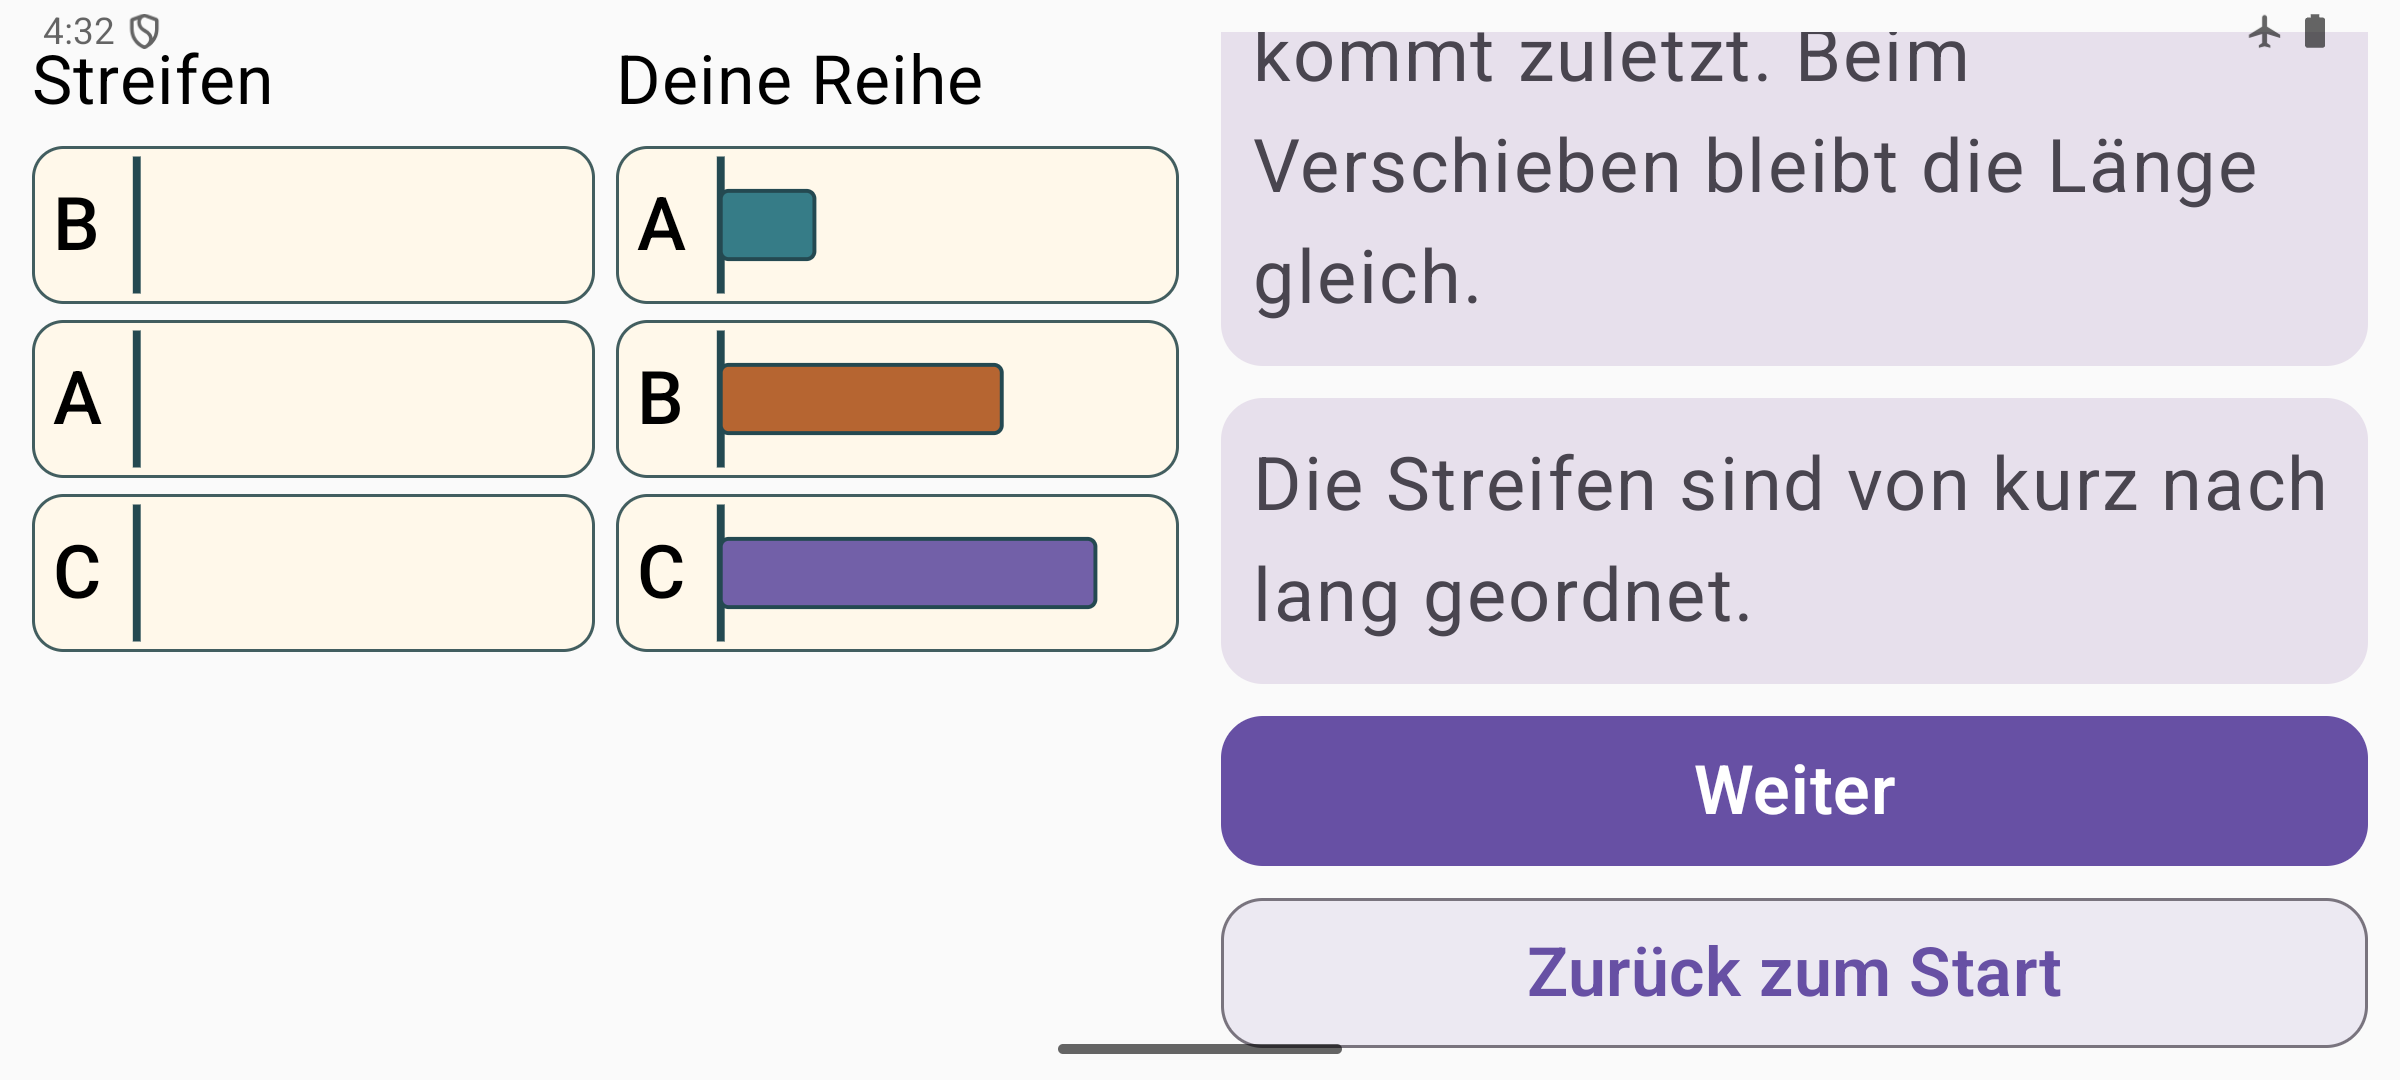 4:32
Streifen
B
A
C
Deine Reihe
A
B
C
kommt zuletzt. Beim
Verschieben bleibt die Länge
gleich.
Die Streifen sind von kurz nach
lang geordnet.
Weiter
Zurück zum Start